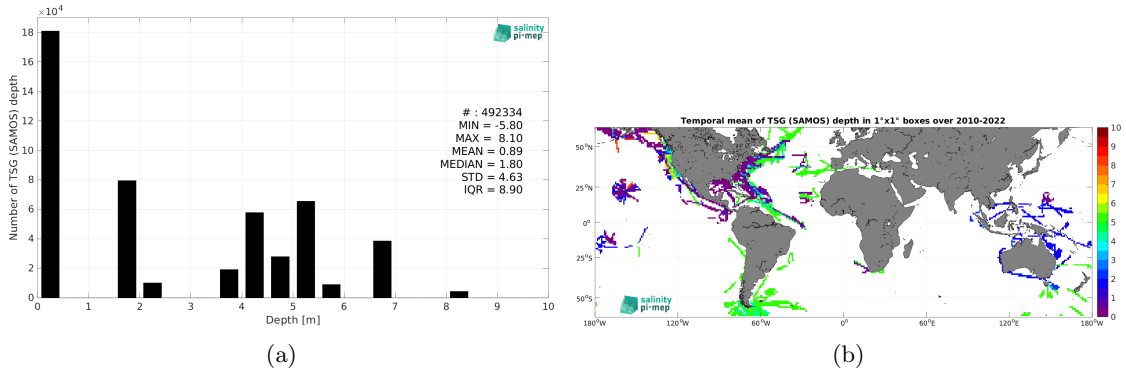 ×10⁴
18
16
14
12
10
8
6
4
2
0
Number of TSG (SAMOS) depth
salinity
pi-mep
# : 492334
MIN = -5.80
MAX = 8.10
MEAN = 0.89
MEDIAN = 1.80
STD = 4.63
IQR = 8.90
0 1 2 3 4 5 6 7 8 9 10
Depth [m]
(a)
Temporal mean of TSG (SAMOS) depth in 1°x1° boxes over 2010-2022
50°N
25°N
0°
25°S
50°S
salinity
pi-mep
180°W 120°W 60°W 0° 60°E 120°E 180°E
10
9
8
7
6
5
4
3
2
1
0
(b)